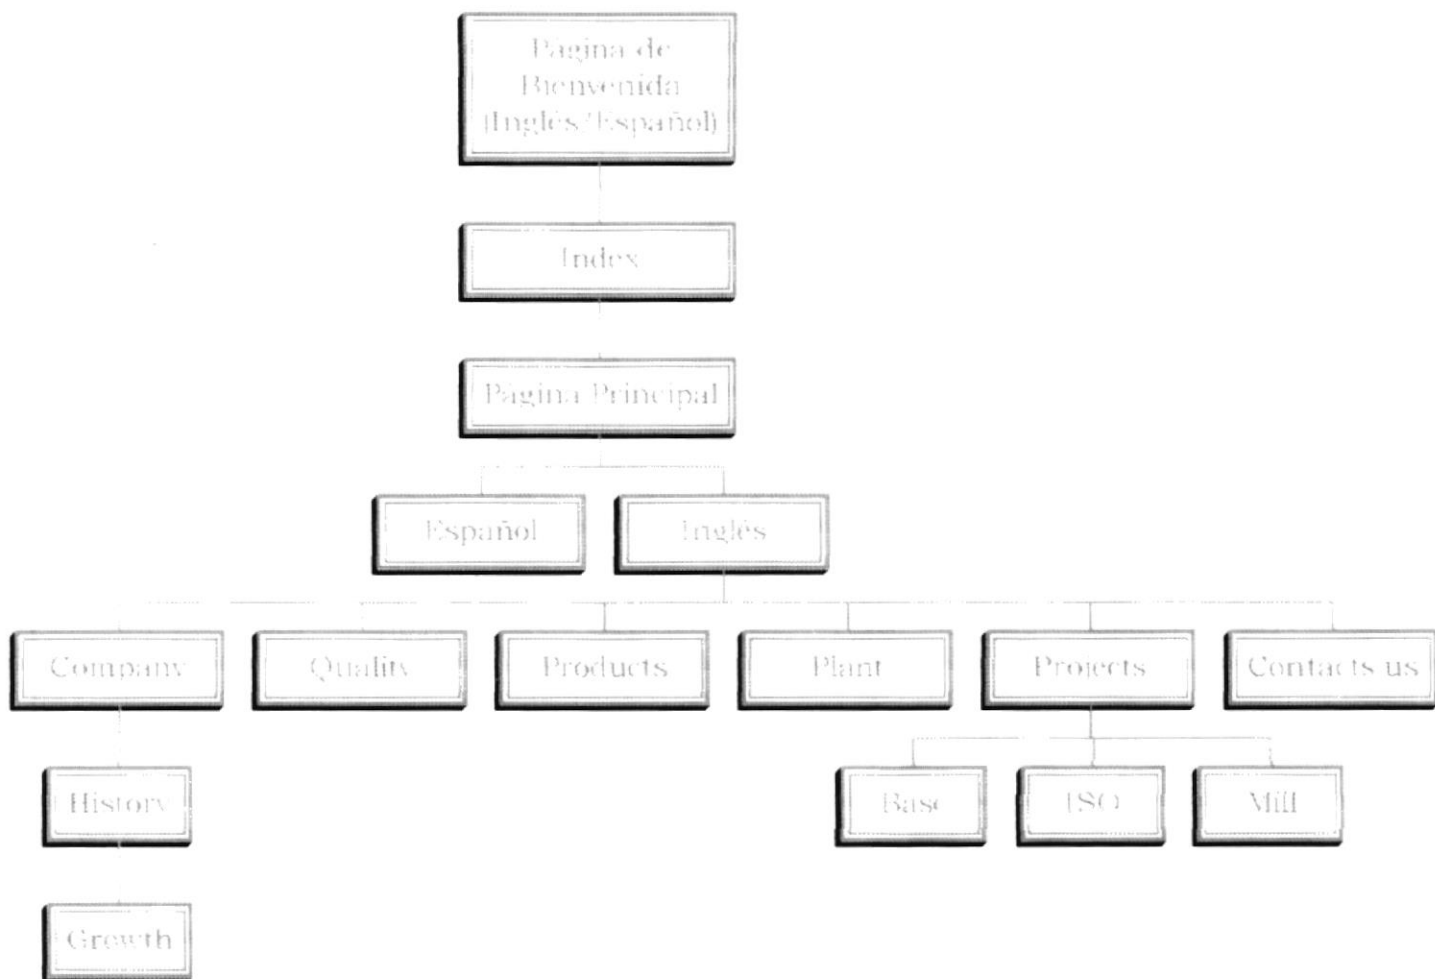 Página de
Bienvenida
(Inglés/Español)
Index
Página Principal
Español
Inglés
Company
Quality
Products
Plant
Projects
Contacts us
History
Base
ISO
Mill
Growth